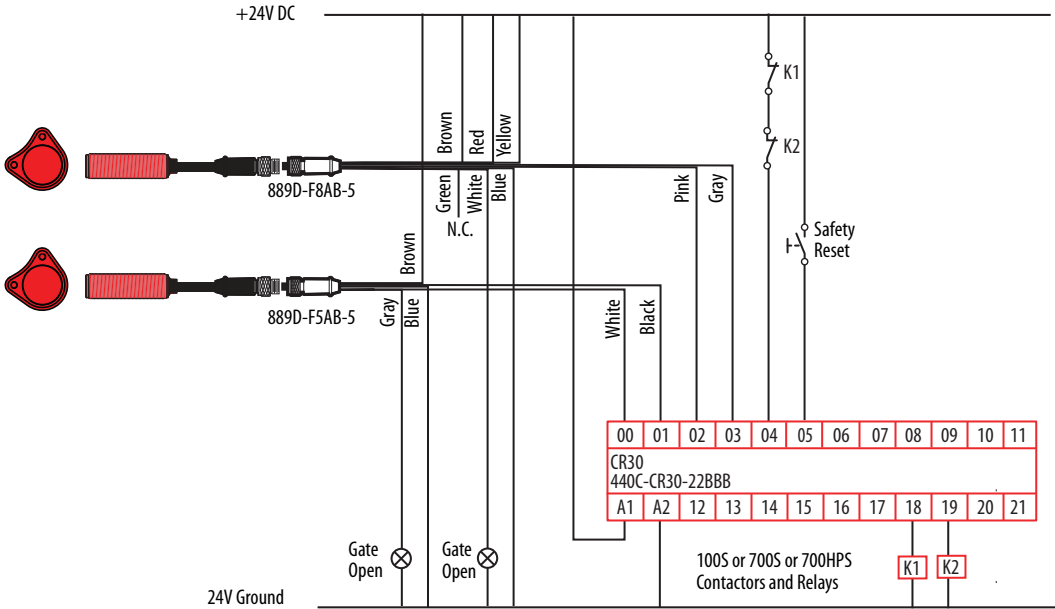 +24V DC
K1
K2
Safety
Reset
Brown
Red
Yellow
889D-F8AB-5
Green
White
Blue
N.C.
Pink
Gray
Brown
889D-F5AB-5
Gray
Blue
White
Black
00 01 02 03 04 05 06 07 08 09 10 11
CR30
440C-CR30-22BBB
A1 A2 12 13 14 15 16 17 18 19 20 21
Gate
Open
Gate
Open
100S or 700S or 700HPS
Contactors and Relays
K1
K2
24V Ground